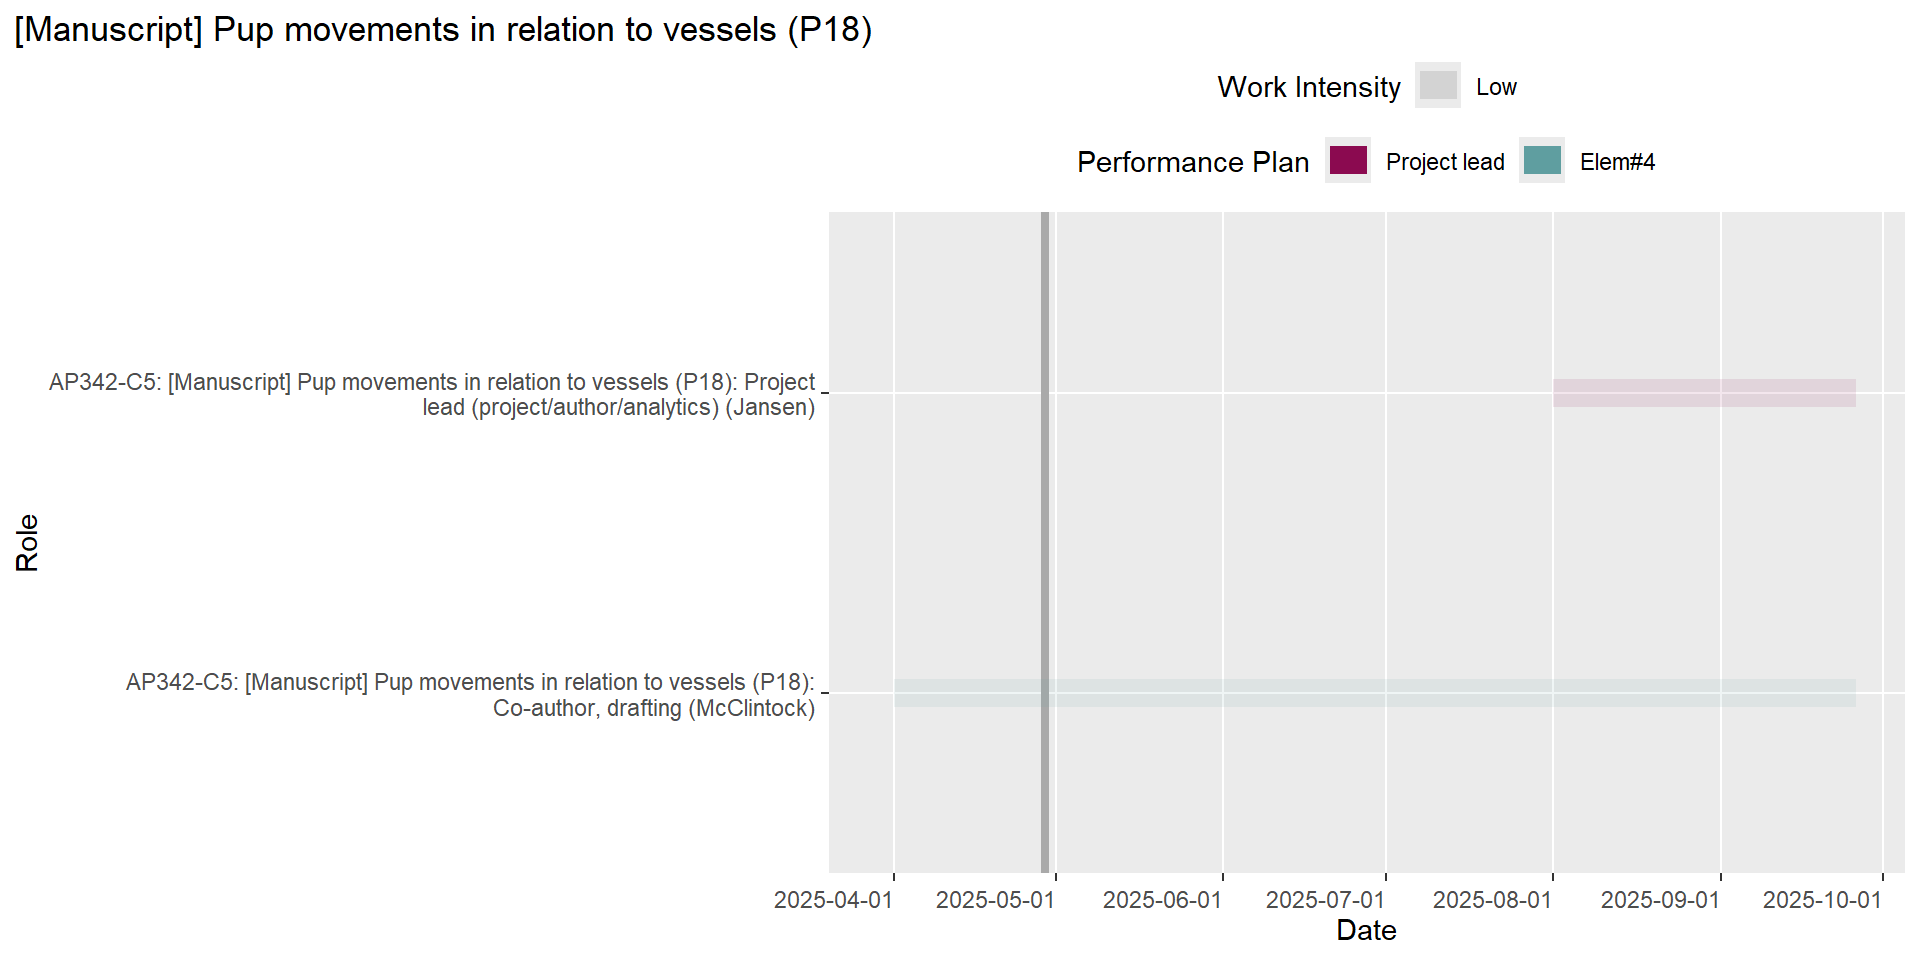 [Manuscript] Pup movements in relation to vessels (P18)
Work Intensity Low
Performance Plan Project lead Elem#4
AP342-C5: [Manuscript] Pup movements in relation to vessels (P18): Project
lead (project/author/analytics) (Jansen)
Role
AP342-C5: [Manuscript] Pup movements in relation to vessels (P18):
Co-author, drafting (McClintock)
2025-04-01 2025-05-01 2025-06-01 2025-07-01 2025-08-01 2025-09-01 2025-10-01
Date